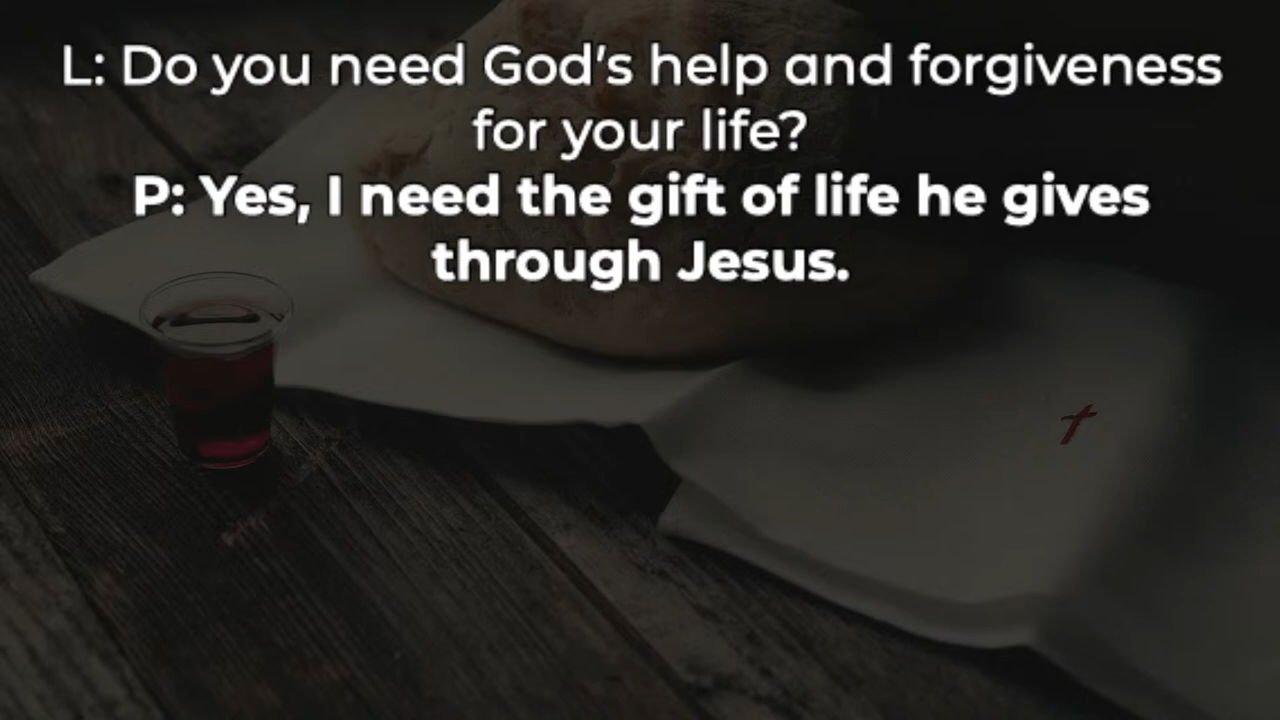 L: Do you need God's help and forgiveness
for your life?
P: Yes, I need the gift of life he gives
through Jesus.